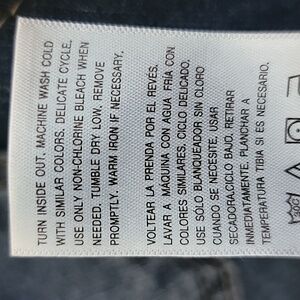 TURN INSIDE OUT. MACHINE WASH COLD
WITH SIMILAR COLORS. DELICATE CYCLE.
USE ONLY NON-CHLORINE BLEACH WHEN
NEEDED. TUMBLE DRY LOW. REMOVE
PROMPTLY. WARM IRON IF NECESSARY.
VOLTEAR LA PRENDA POR EL REVÉS.
LAVAR A MÁQUINA CON AGUA FRÍA CON
COLORES SIMILARES, CICLO DELICADO.
USE SOLO BLANQUEADOR SIN CLORO
CUANDO SE NECESITE. USAR
SECADORA,CICLO BAJO. RETIRAR
INMEDIATAMENTE. PLANCHAR A
TEMPERATURA TIBIA SI ES NECESARIO.